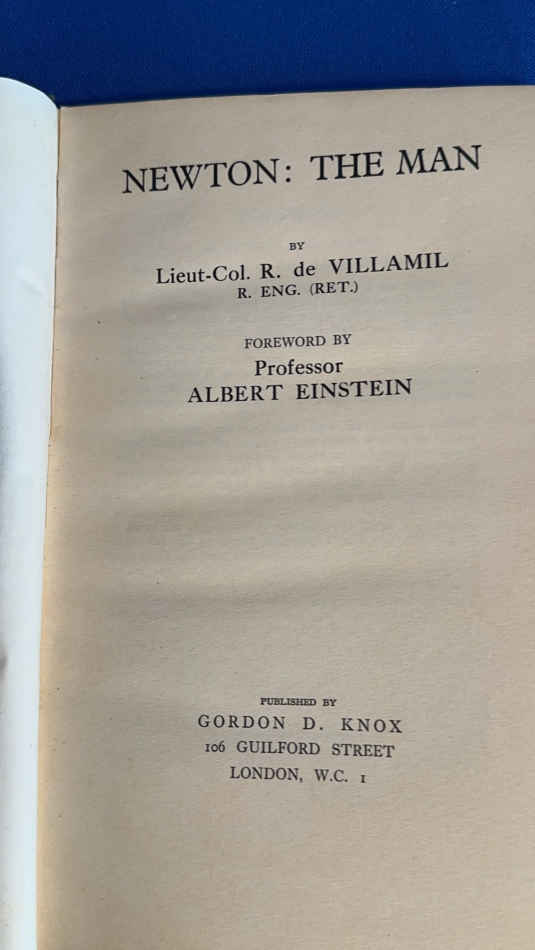 NEWTON: THE MAN
BY
Lieut-Col. R. de VILLAMIL
R. ENG. (RET.)
FOREWORD BY
Professor
ALBERT EINSTEIN
PUBLISHED BY
GORDON D. KNOX
106 GUILFORD STREET
LONDON, W.C. 1